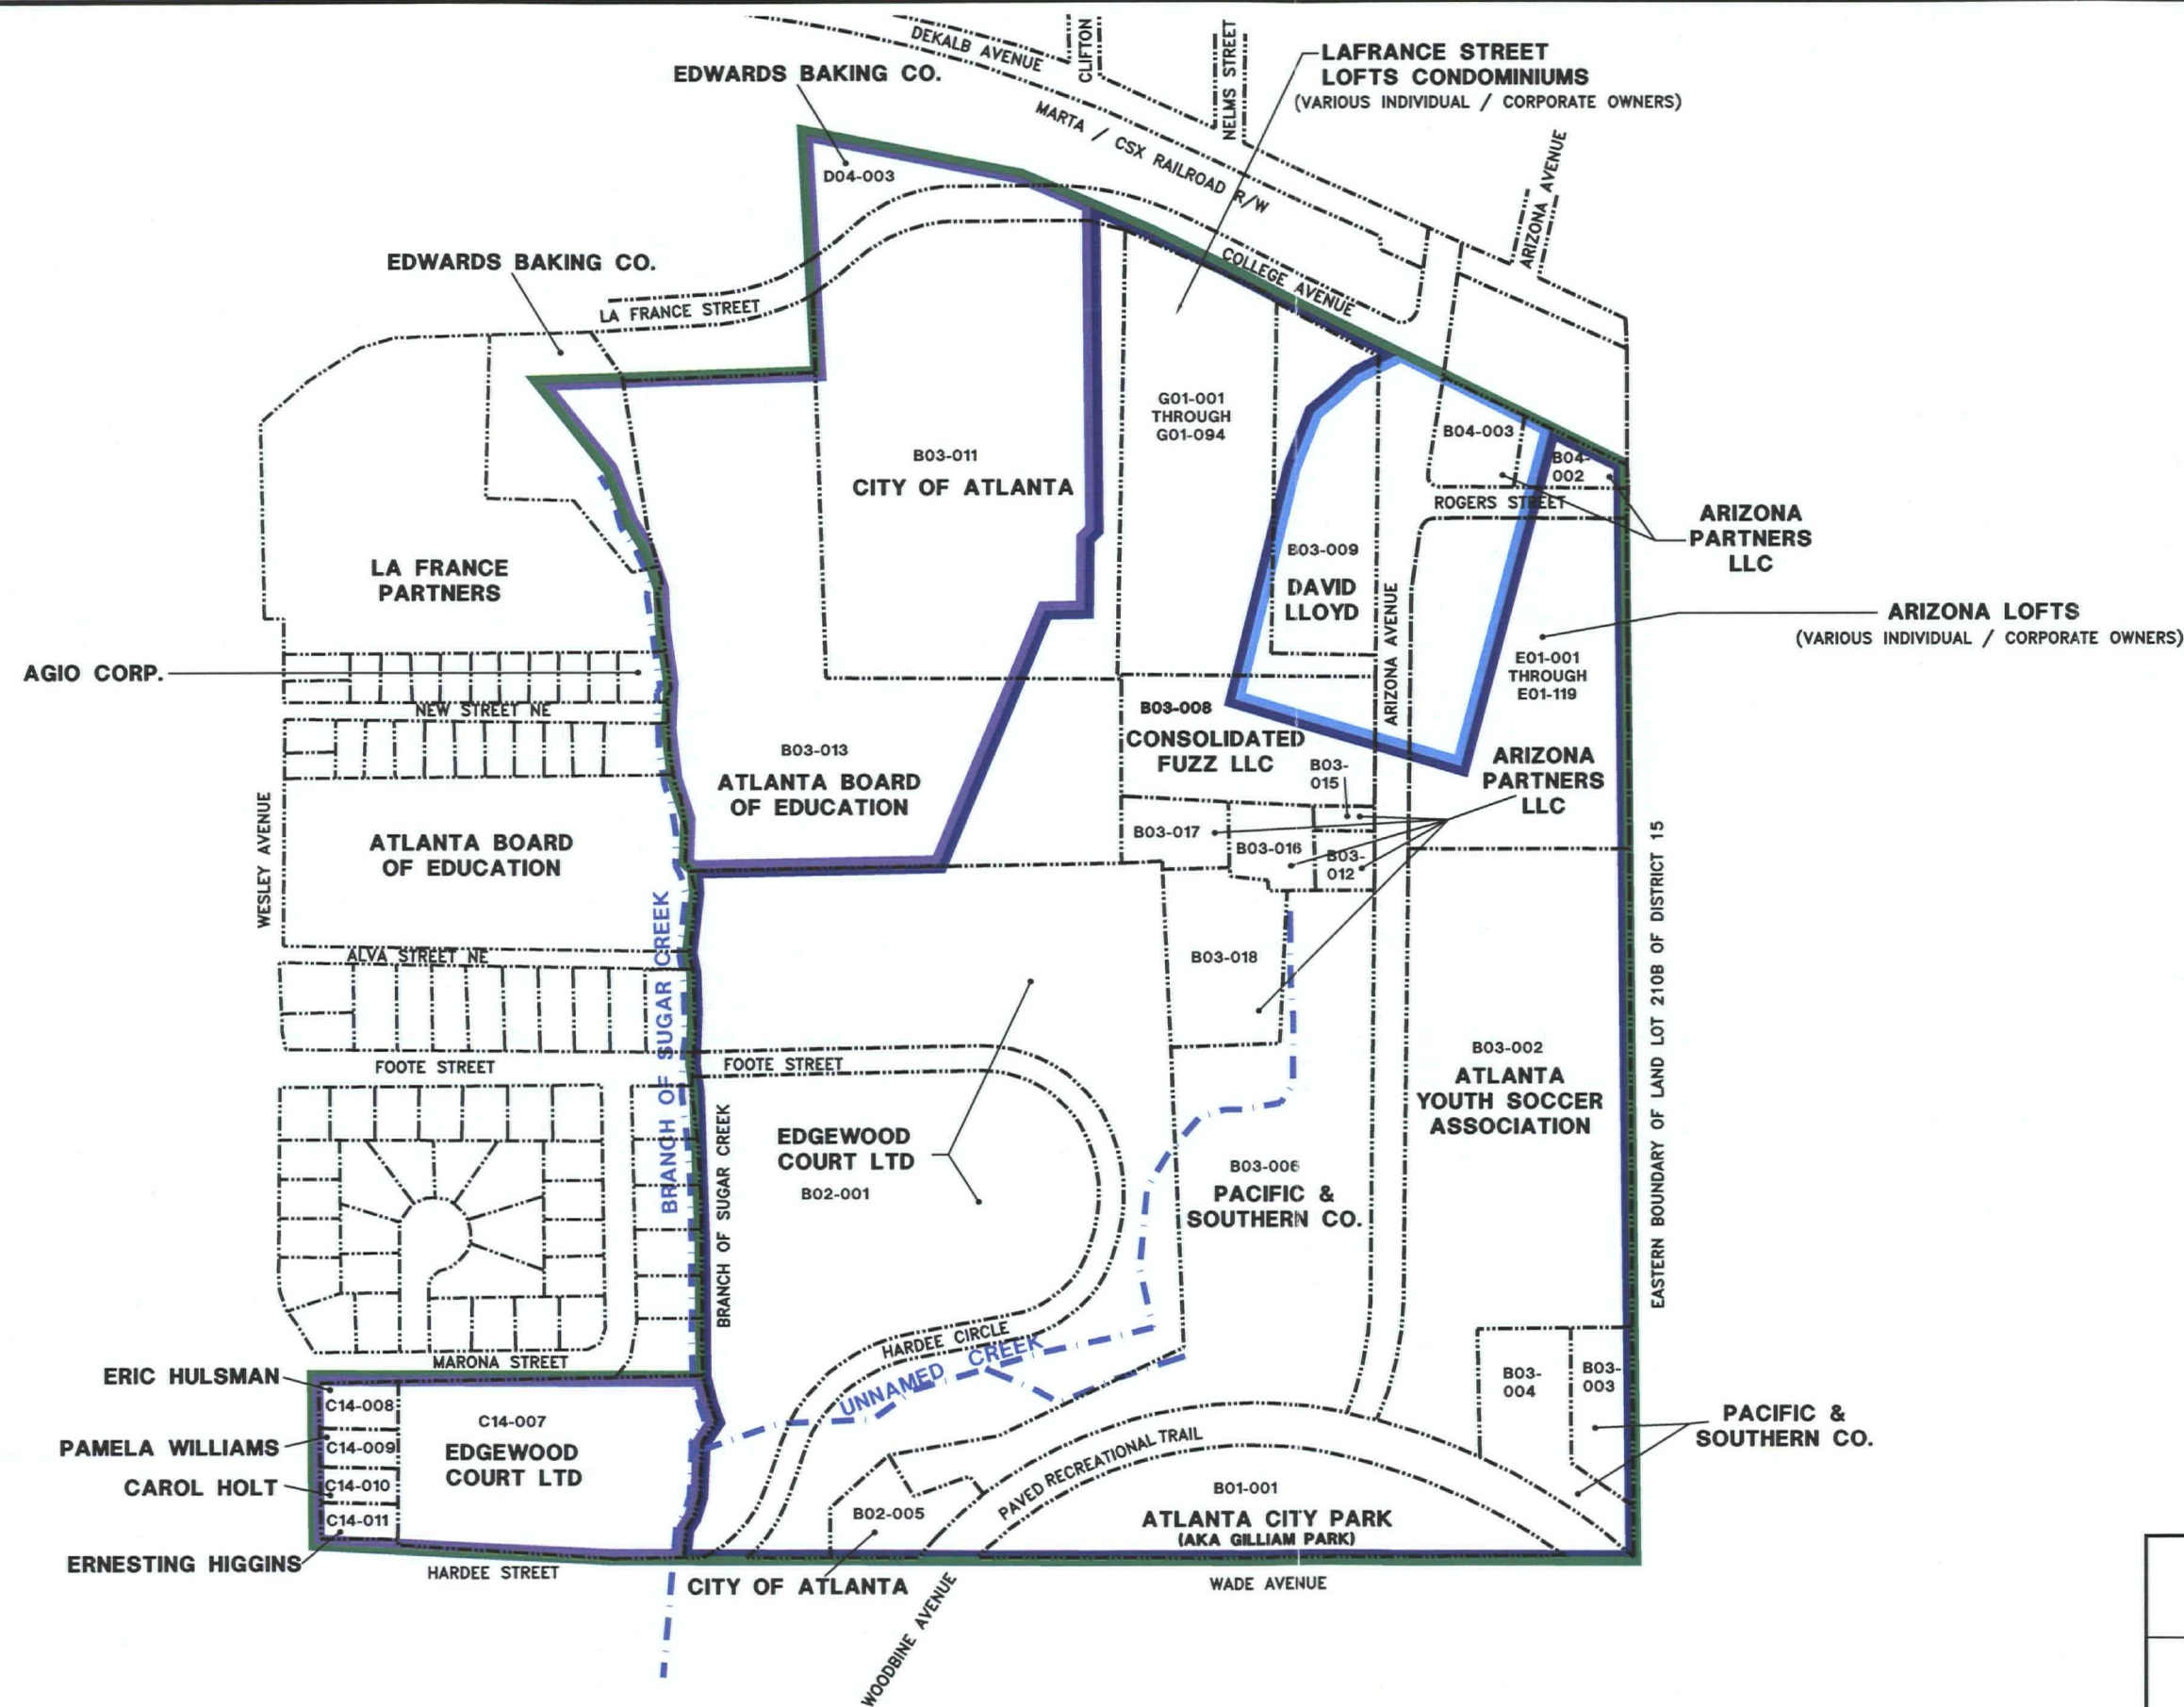 DEKALB AVENUE
CLIFTON
NELMS STREET
LAFRANCE STREET
LOFTS CONDOMINIUMS
(VARIOUS INDIVIDUAL / CORPORATE OWNERS)
EDWARDS BAKING CO.
MARTA / CSX RAILROAD R/W
ARIZONA AVENUE
D04-003
COLLEGE AVENUE
EDWARDS BAKING CO.
LA FRANCE STREET
G01-001
THROUGH
G01-094
B03-011
CITY OF ATLANTA
B04-003
B04-
002
ROGERS STREET
ARIZONA
PARTNERS
LLC
LA FRANCE
PARTNERS
B03-009
DAVID
LLOYD
ARIZONA AVENUE
ARIZONA LOFTS
(VARIOUS INDIVIDUAL / CORPORATE OWNERS)
E01-001
THROUGH
E01-119
AGIO CORP.
NEW STREET NE
B03-008
CONSOLIDATED
FUZZ LLC
B03-013
ATLANTA BOARD
OF EDUCATION
B03-
015
ARIZONA
PARTNERS
LLC
WESLEY AVENUE
ATLANTA BOARD
OF EDUCATION
B03-017
B03-016
B03-
012
EASTERN BOUNDARY OF LAND LOT 210B OF DISTRICT 15
ALVA STREET NE
BRANCH OF SUGAR CREEK
B03-018
FOOTE STREET
FOOTE STREET
B03-002
ATLANTA
YOUTH SOCCER
ASSOCIATION
BRANCH OF SUGAR CREEK
EDGEWOOD
COURT LTD
B02-001
B03-006
PACIFIC &
SOUTHERN CO.
HARDEE CIRCLE
UNNAMED CREEK
MARONA STREET
ERIC HULSMAN
C14-008
C14-007
EDGEWOOD
COURT LTD
PAMELA WILLIAMS
C14-009
CAROL HOLT
C14-010
C14-011
ERNESTING HIGGINS
B03-
004
B03-
003
PACIFIC &
SOUTHERN CO.
PAVED RECREATIONAL TRAIL
B02-005
B01-001
ATLANTA CITY PARK
(AKA GILLIAM PARK)
HARDEE STREET
CITY OF ATLANTA
WADE AVENUE
WOODBINE AVENUE